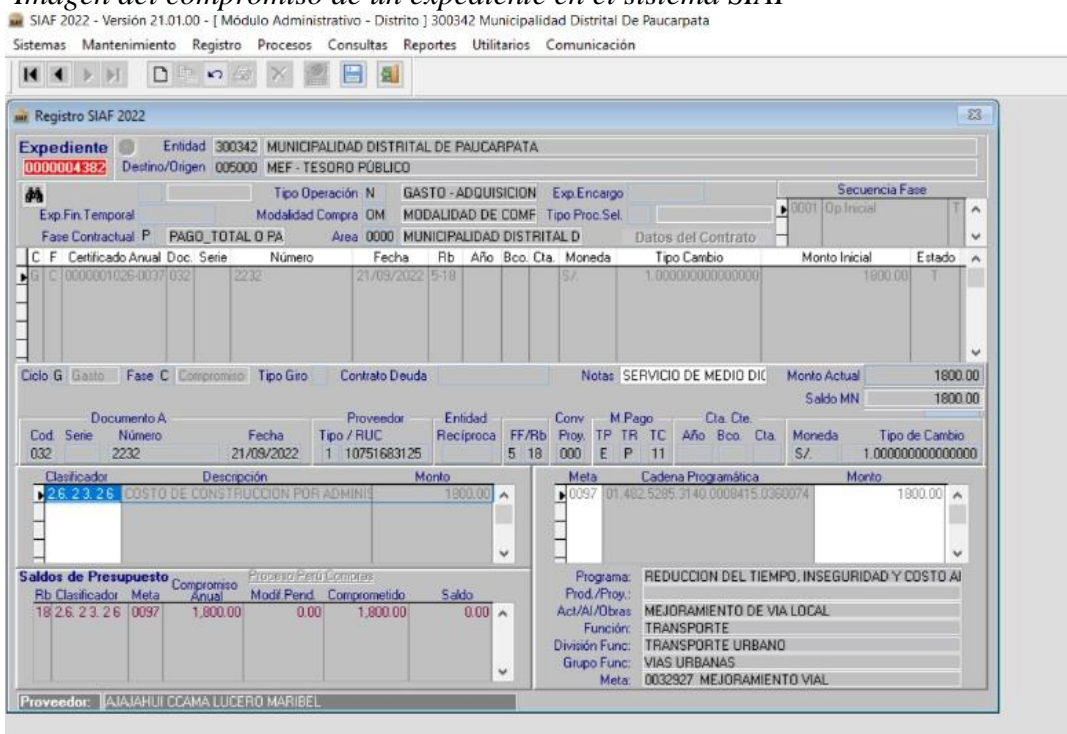 Imagen del compromiso de un expediente en el sistema SIAF
SIAF 2022 - Versión 21.01.00 - [ Módulo Administrativo - Distrito ] 300342 Municipalidad Distrital De Paucarpata
Sistemas Mantenimiento Registro Procesos Consultas Reportes Utilitarios Comunicación
Registro SIAF 2022
Expediente Entidad 300342 MUNICIPALIDAD DISTRITAL DE PAUCARPATA
0000004382 Destino/Origen 005000 MEF - TESORO PÚBLICO
Tipo Operación N GASTO - ADQUISICION Exp.Encargo Secuencia Fase
Exp.Fin.Temporal Modalidad Compra OM MODALIDAD DE COMF Tipo Proc.Sel. 0001 Op Inicial T
Fase Contractual P PAGO_TOTAL O PA Area 0000 MUNICIPALIDAD DISTRITAL D Datos del Contrato
C F Certificado Anual Doc. Serie Número Fecha Rb Año Bco. Cta. Moneda Tipo Cambio Monto Inicial Estado
G C 0000001026-0037 032 2232 21/09/2022 5-18 S/. 1.000000000000000 1800.00 T
Ciclo G Gasto Fase C Compromiso Tipo Giro Contrato Deuda Notas SERVICIO DE MEDIO DIC Monto Actual 1800.00
Saldo MN 1800.00
Documento A Proveedor Entidad Conv M.Pago Cta. Cte.
Cod Serie Número Fecha Tipo / RUC Recíproca FF/Rb Proy. TP TR TC Año Bco. Cta. Moneda Tipo de Cambio
032 2232 21/09/2022 1 10751683125 5 18 000 E P 11 S/. 1.000000000000000
Clasificador Descripción Monto Meta Cadena Programática Monto
2.6. 2 3. 2 6 COSTO DE CONSTRUCCION POR ADMINIS 1800.00 0097 01.482.5285.3140.0008415.0360074 1800.00
Saldos de Presupuesto Compromiso Anual Proceso Perú Compras
Rb Clasificador Meta Modif.Pend. Comprometido Saldo
18 2.6. 2 3. 2 6 0097 1,800.00 0.00 1,800.00 0.00
Programa: REDUCCION DEL TIEMPO, INSEGURIDAD Y COSTO AI
Prod./Proy.:
Act/AI/Obras MEJORAMIENTO DE VIA LOCAL
Función: TRANSPORTE
División Func: TRANSPORTE URBANO
Grupo Func: VIAS URBANAS
Meta: 0032927 MEJORAMIENTO VIAL
Proveedor: AJAJAHUI CCAMA LUCERO MARIBEL